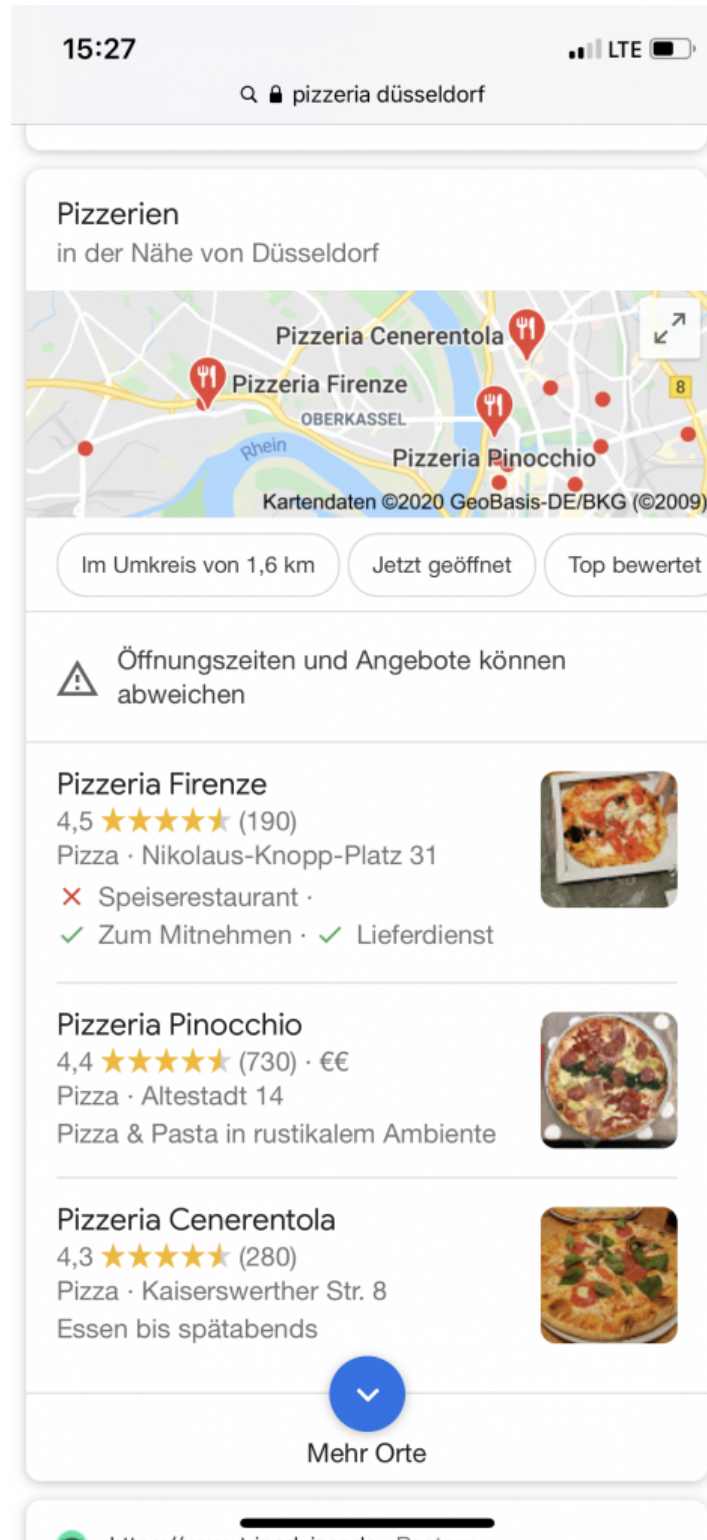 15:27
LTE
pizzeria düsseldorf
Pizzerien
in der Nähe von Düsseldorf
Pizzeria Cenerentola
Pizzeria Firenze
8
OBERKASSEL
Rhein
Pizzeria Pinocchio
Kartendaten ©2020 GeoBasis-DE/BKG (©2009)
Im Umkreis von 1,6 km
Jetzt geöffnet
Top bewertet
Öffnungszeiten und Angebote können
abweichen
Pizzeria Firenze
4,5 ★★★★★ (190)
Pizza · Nikolaus-Knopp-Platz 31
✕ Speiserestaurant ·
✓ Zum Mitnehmen · ✓ Lieferdienst
Pizzeria Pinocchio
4,4 ★★★★★ (730) · €€
Pizza · Altestadt 14
Pizza & Pasta in rustikalem Ambiente
Pizzeria Cenerentola
4,3 ★★★★★ (280)
Pizza · Kaiserswerther Str. 8
Essen bis spätabends
Mehr Orte